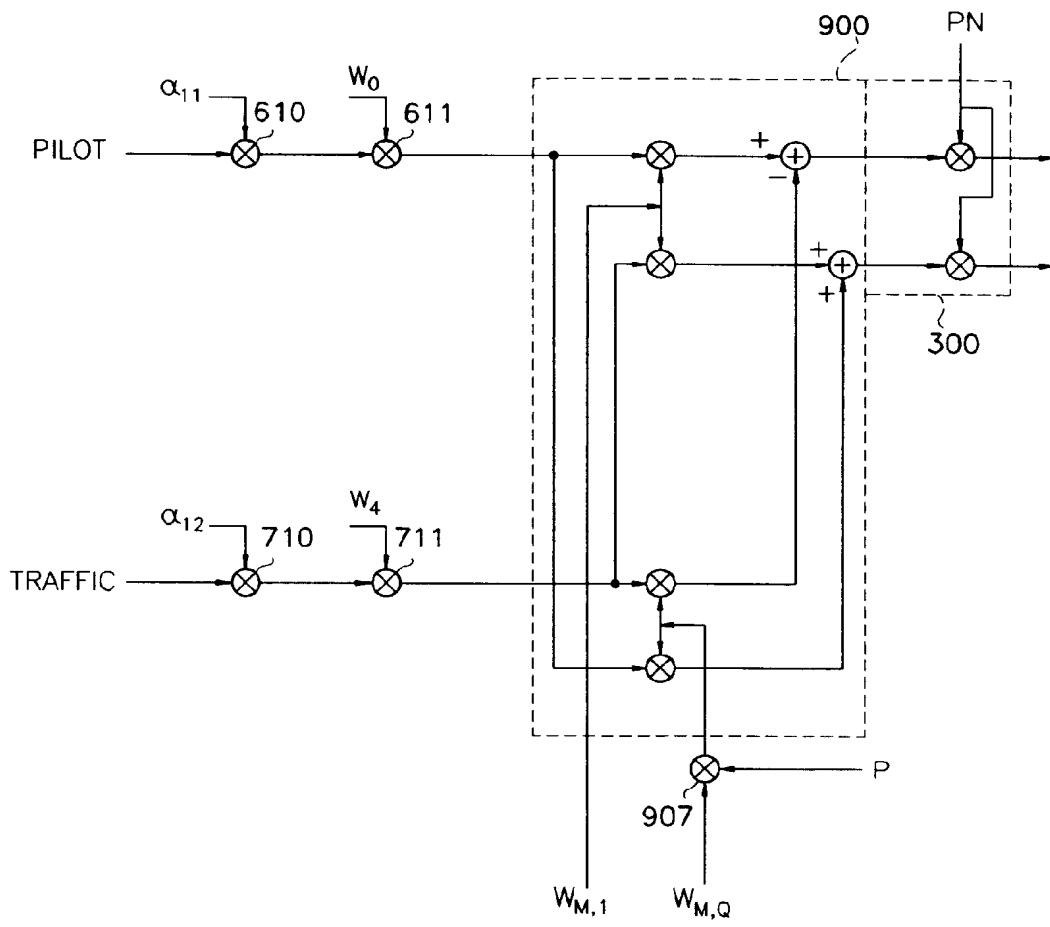 900
PN
α11
W0
610
611
PILOT
+
+
−
+
+
+
300
α12
W4
710
711
TRAFFIC
P
907
WM,1
WM,Q